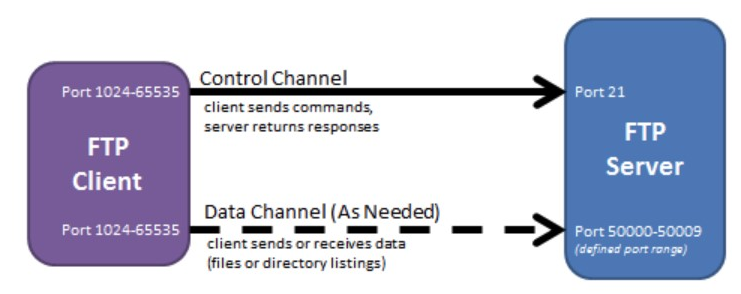 Port 1024-65535
Control Channel
client sends commands,
server returns responses
Port 21
FTP
Client
FTP
Server
Port 1024-65535
Data Channel (As Needed)
client sends or receives data
(files or directory listings)
Port 50000-50009
(defined port range)